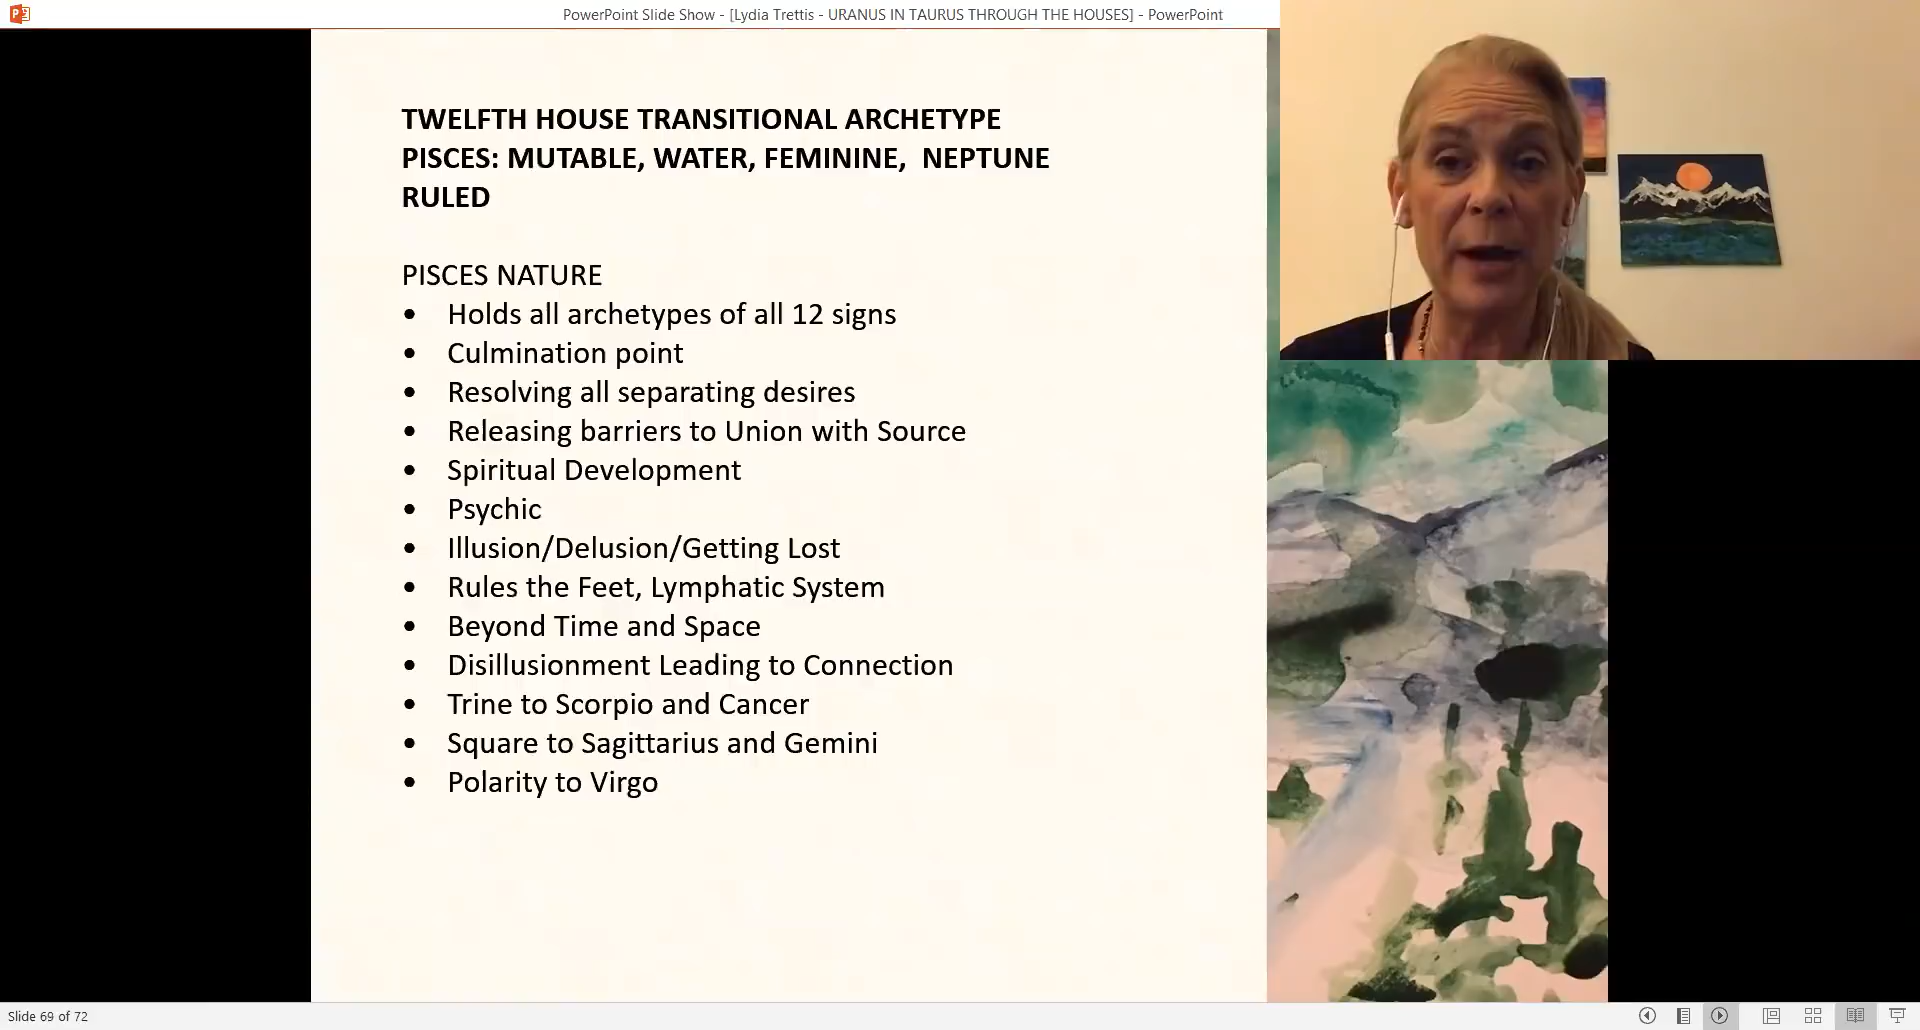 PowerPoint Slide Show - [Lydia Trettis - URANUS IN TAURUS THROUGH THE HOUSES] - PowerPoint
TWELFTH HOUSE TRANSITIONAL ARCHETYPE
PISCES: MUTABLE, WATER, FEMININE, NEPTUNE
RULED
PISCES NATURE
• Holds all archetypes of all 12 signs
• Culmination point
• Resolving all separating desires
• Releasing barriers to Union with Source
• Spiritual Development
• Psychic
• Illusion/Delusion/Getting Lost
• Rules the Feet, Lymphatic System
• Beyond Time and Space
• Disillusionment Leading to Connection
• Trine to Scorpio and Cancer
• Square to Sagittarius and Gemini
• Polarity to Virgo
Slide 69 of 72